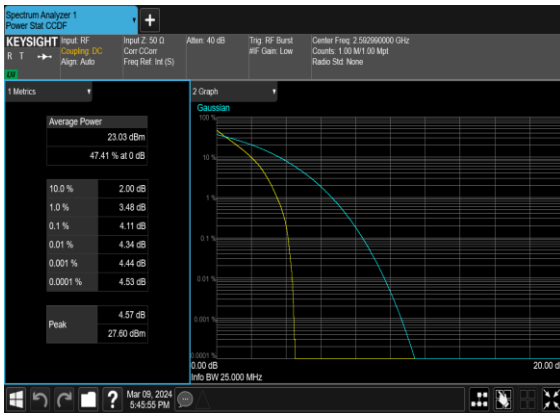 Spectrum Analyzer 1
Power Stat CCDF
KEYSIGHT
R T
LXI
Input: RF
Coupling: DC
Align: Auto
Input Z: 50 Ω
Corr CCorr
Freq Ref: Int (S)
Atten: 40 dB
Trig: RF Burst
#IF Gain: Low
Center Freq: 2.592990000 GHz
Counts: 1.00 M/1.00 Mpt
Radio Std: None
1 Metrics
Average Power
23.03 dBm
47.41 % at 0 dB
10.0 % 2.00 dB
1.0 % 3.48 dB
0.1 % 4.11 dB
0.01 % 4.34 dB
0.001 % 4.44 dB
0.0001 % 4.53 dB
Peak
4.57 dB
27.60 dBm
2 Graph
Gaussian
100 %
10 %
1 %
0.1 %
0.01 %
0.001 %
0.0001 %
0.00 dB
20.00 d
Info BW 25.000 MHz
?
Mar 09, 2024
5:45:55 PM